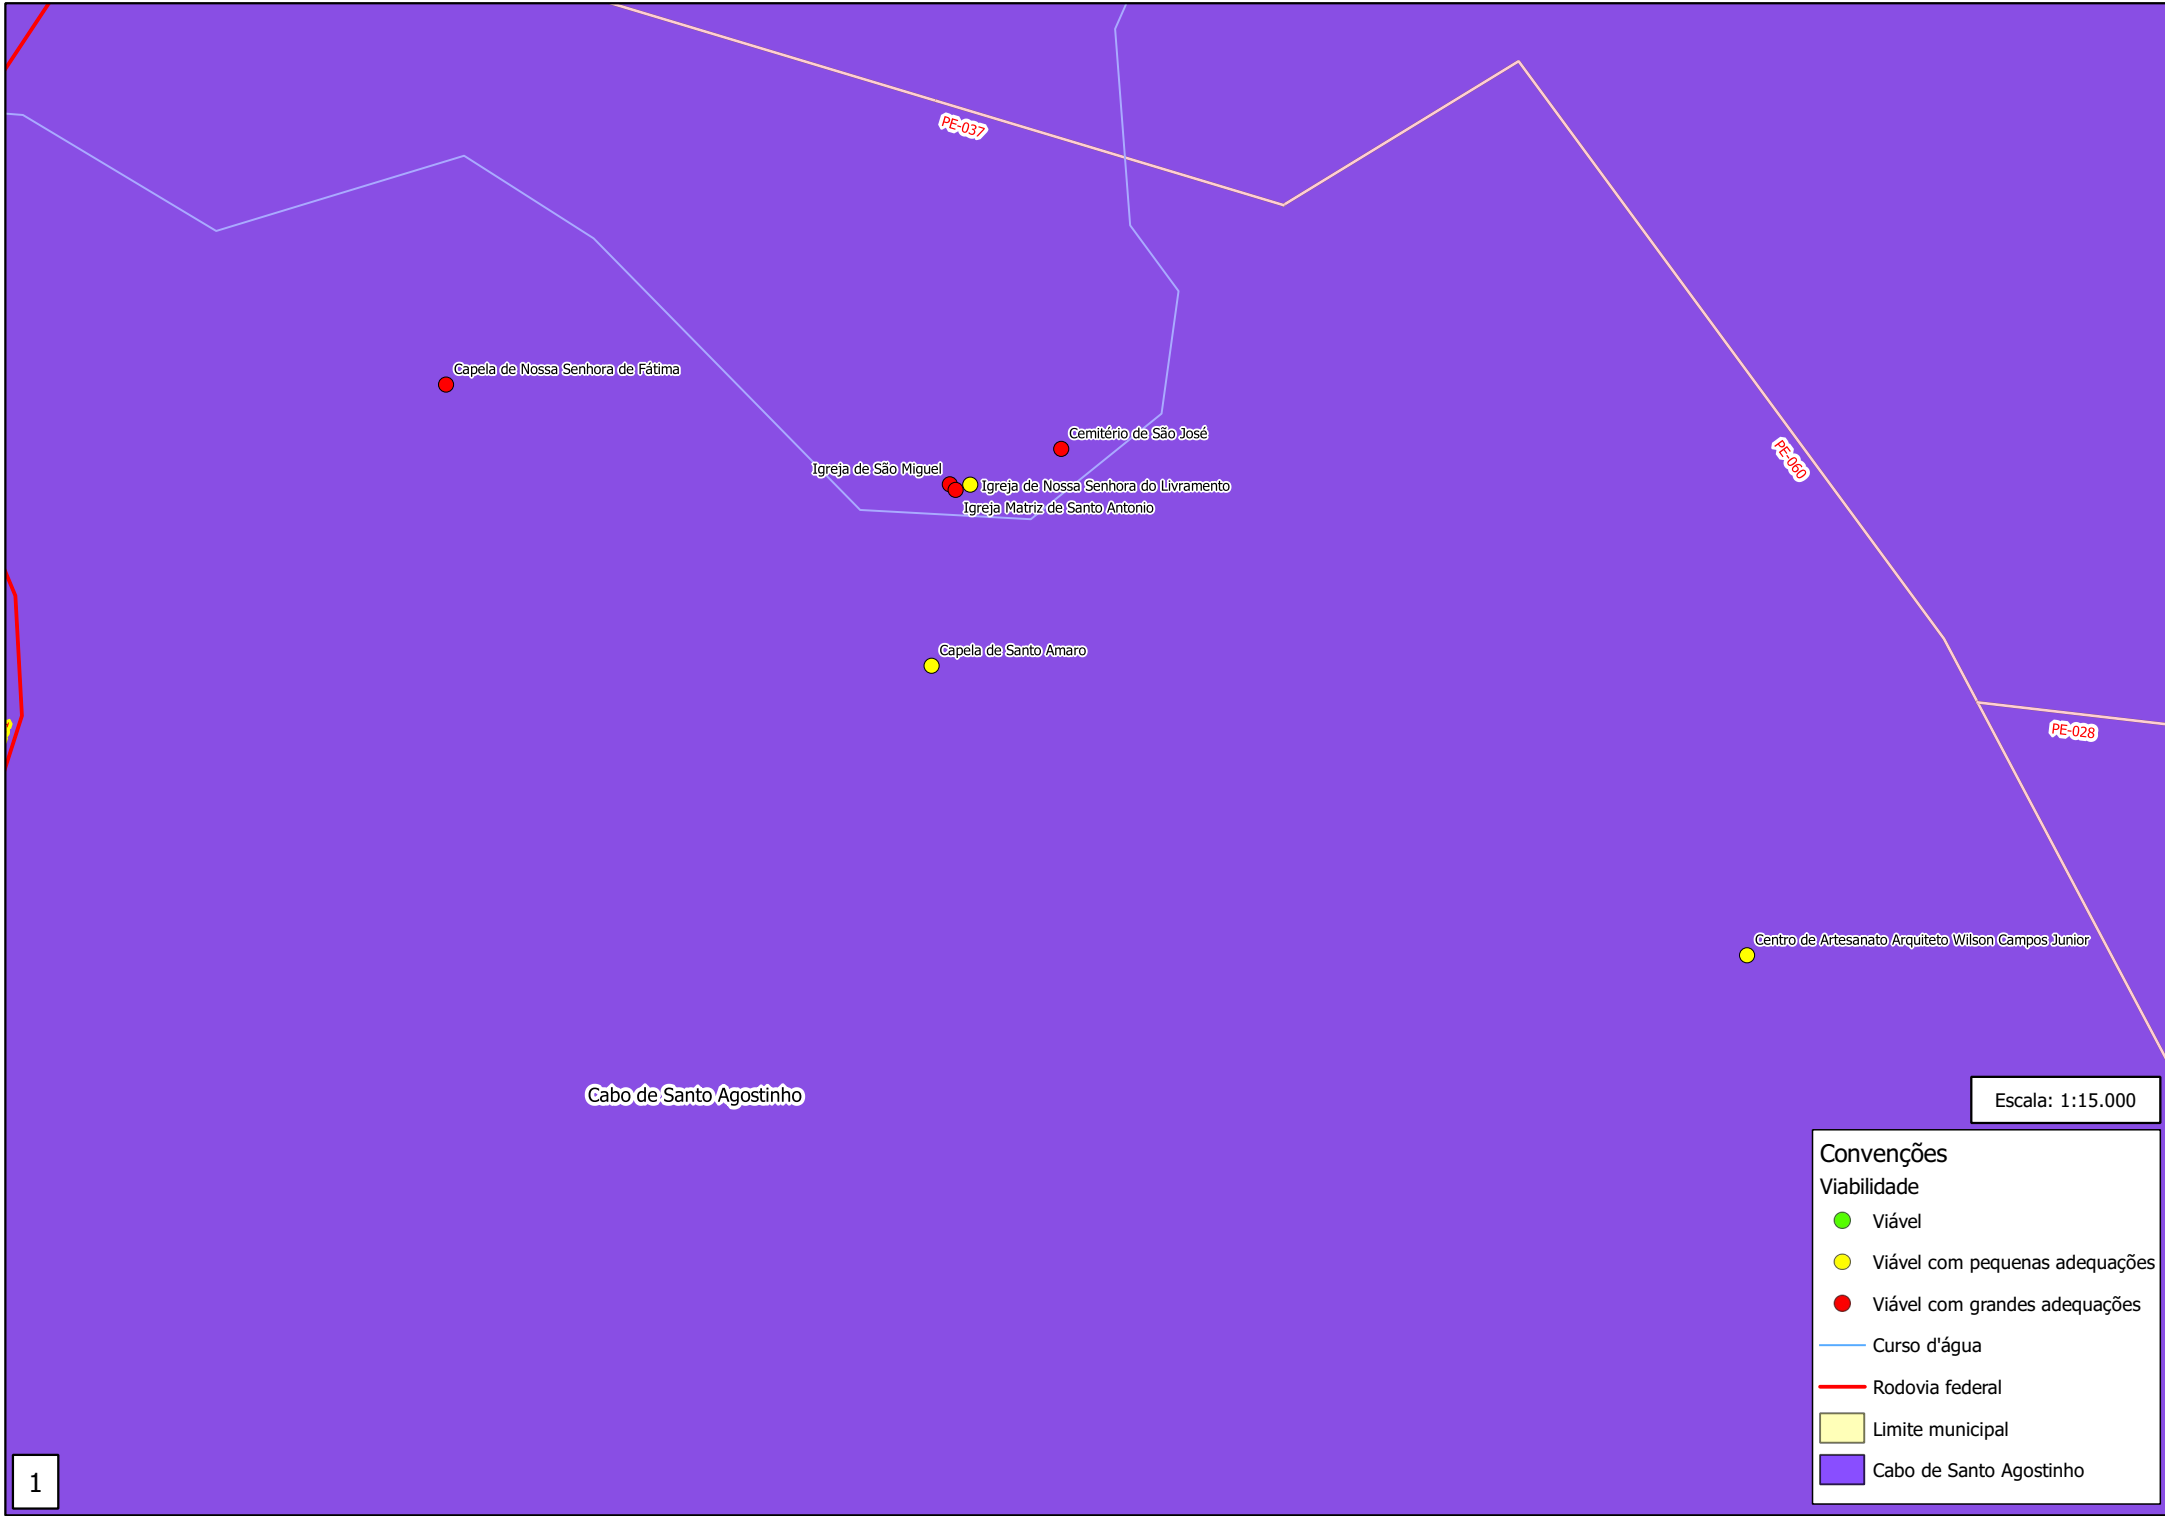 PE-037
Capela de Nossa Senhora de Fátima
Cemitério de São José
PE-060
Igreja de São Miguel
Igreja de Nossa Senhora do Livramento
Igreja Matriz de Santo Antonio
Capela de Santo Amaro
PE-028
Centro de Artesanato Arquiteto Wilson Campos Junior
Cabo de Santo Agostinho
Escala: 1:15.000
Convenções
Viabilidade
Viável
Viável com pequenas adequações
Viável com grandes adequações
Curso d'água
Rodovia federal
Limite municipal
Cabo de Santo Agostinho
1